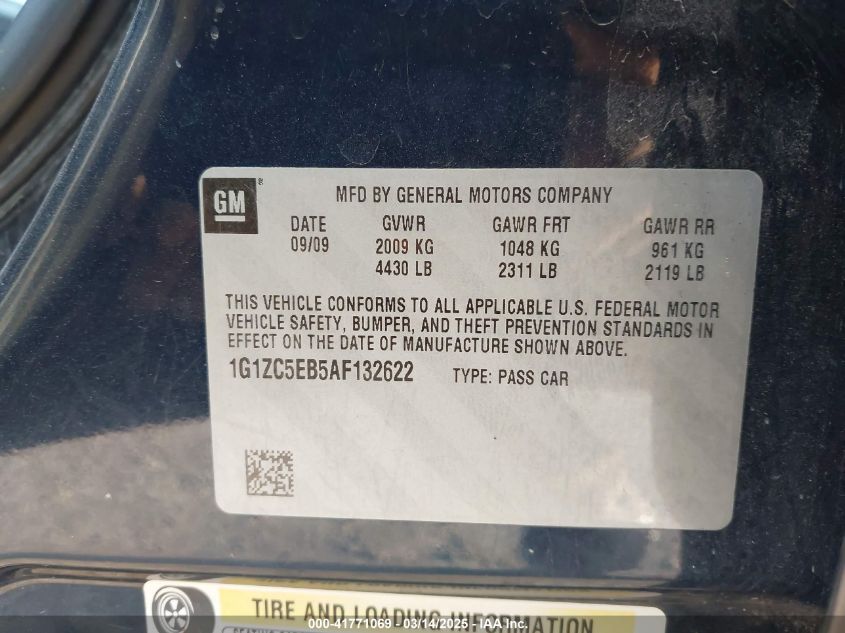 GM ®
MFD BY GENERAL MOTORS COMPANY
DATE GVWR GAWR FRT GAWR RR
09/09 2009 KG 1048 KG 961 KG
4430 LB 2311 LB 2119 LB
THIS VEHICLE CONFORMS TO ALL APPLICABLE U.S. FEDERAL MOTOR
VEHICLE SAFETY, BUMPER, AND THEFT PREVENTION STANDARDS IN
EFFECT ON THE DATE OF MANUFACTURE SHOWN ABOVE.
1G1ZC5EB5AF132622 TYPE: PASS CAR
TIRE AND LOADING INFORMATION
000-41771069 - 03/14/2025 - IAA, Inc.